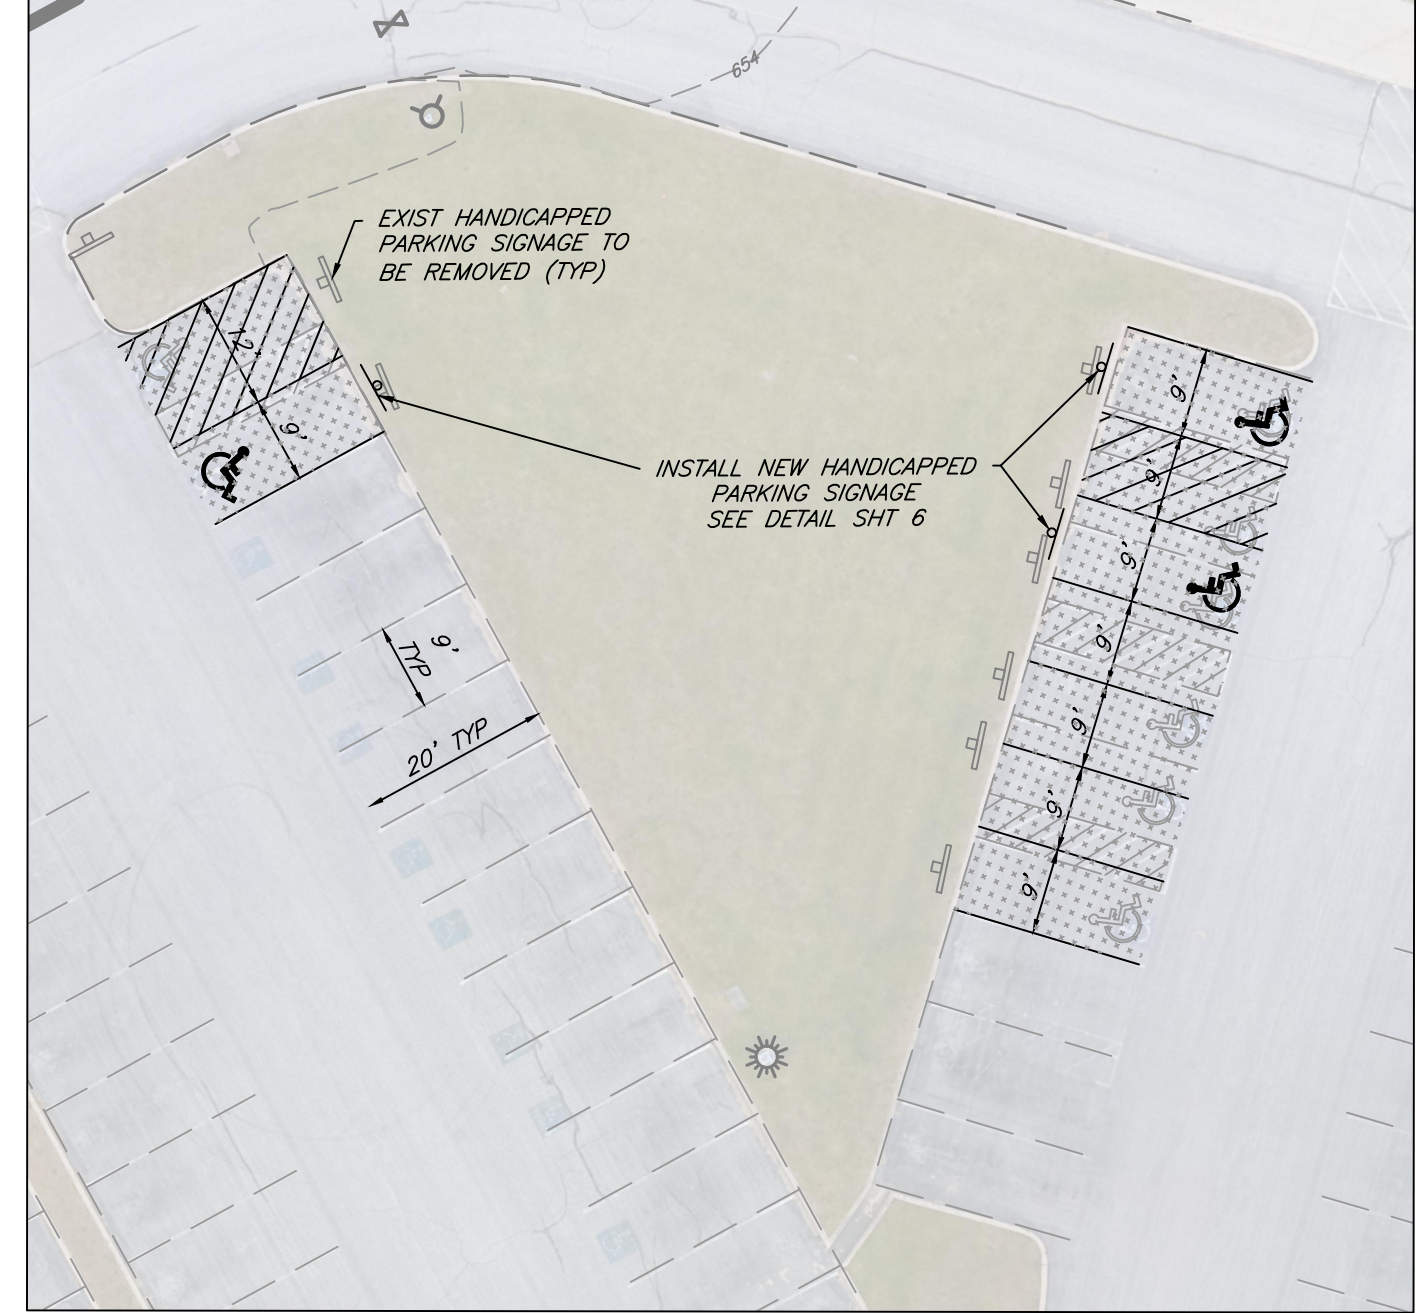 654
EXIST HANDICAPPED
PARKING SIGNAGE TO
BE REMOVED (TYP)
12'
9'
INSTALL NEW HANDICAPPED
PARKING SIGNAGE
SEE DETAIL SHT 6
9'
9'
9'
9'
9'
9'
9'
9'
TYP
20' TYP